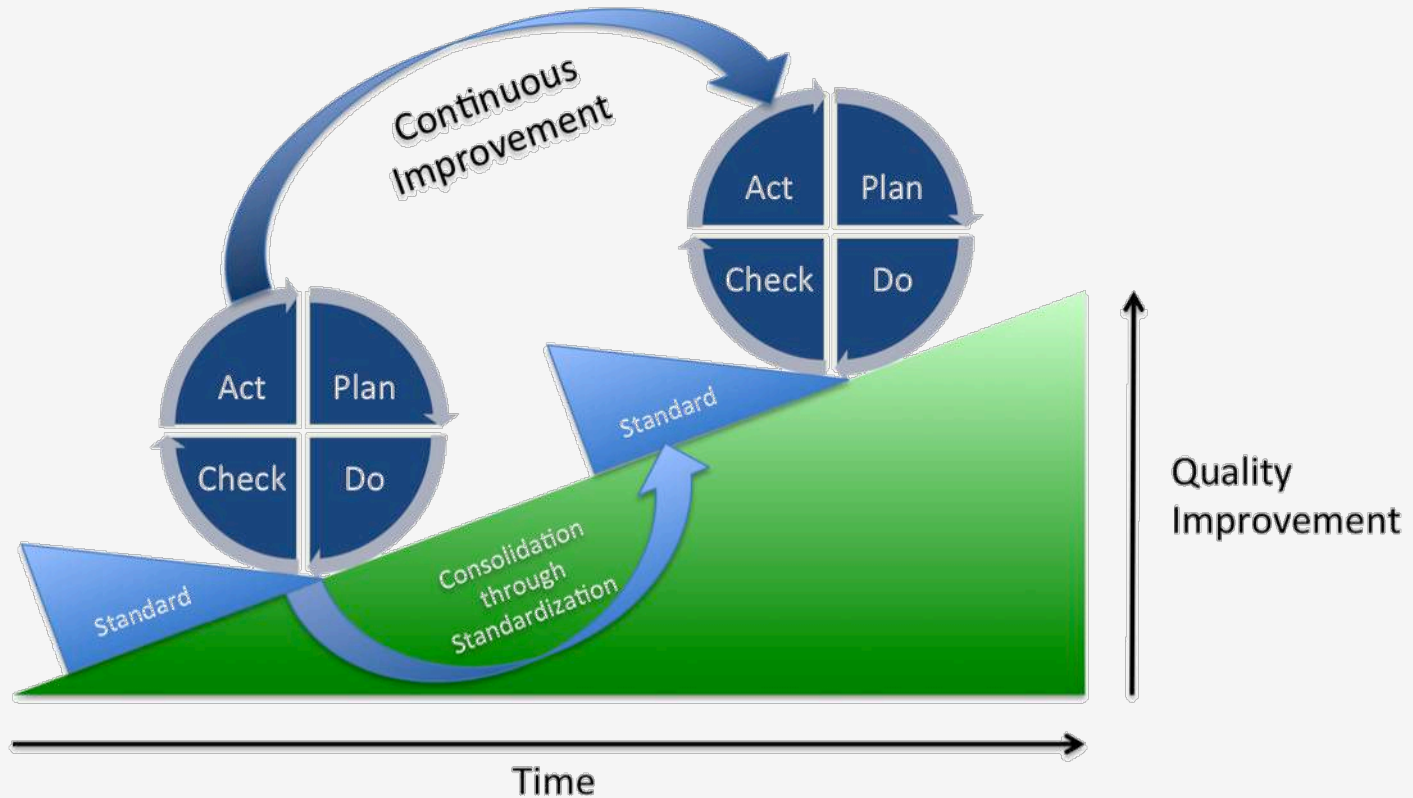 Continuous
Improvement
Act
Plan
Check
Do
Act
Plan
Check
Do
Standard
Standard
Consolidation
through
Standardization
Quality
Improvement
Time